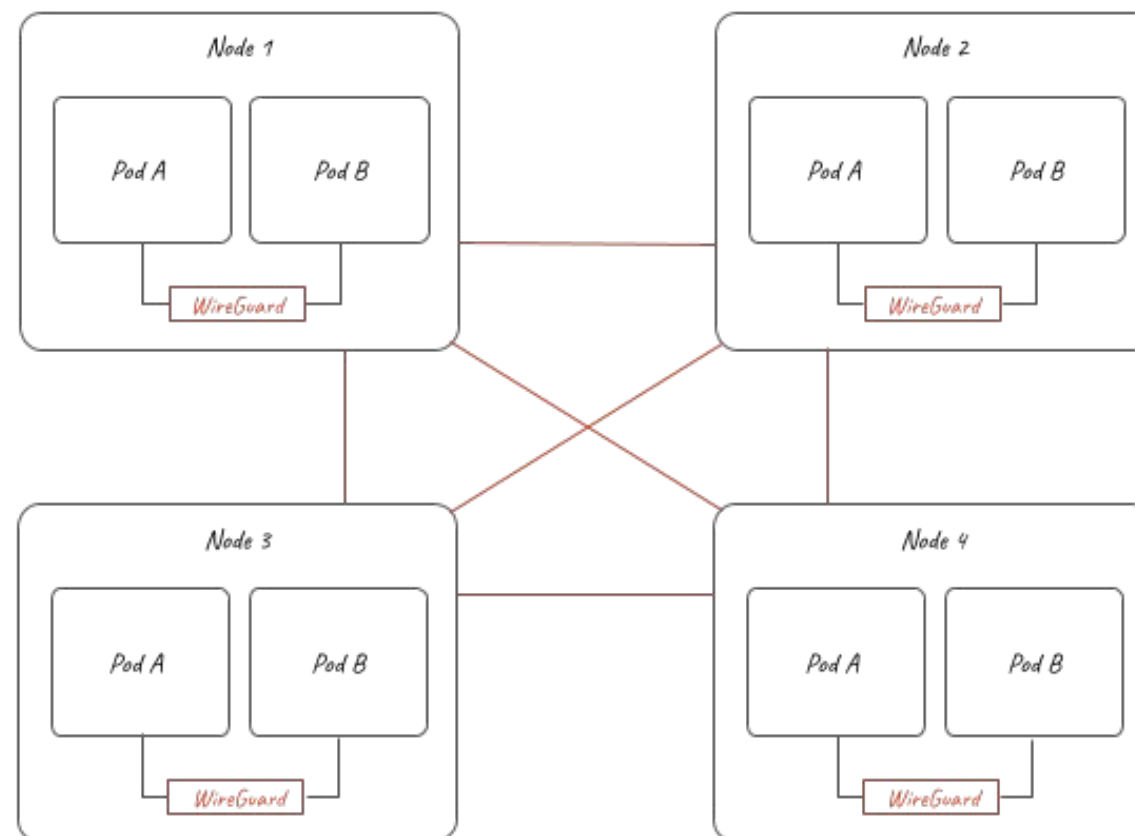 Node 1
Node 2
Pod A
Pod B
Pod A
Pod B
WireGuard
WireGuard
Node 3
Node 4
Pod A
Pod B
Pod A
Pod B
WireGuard
WireGuard